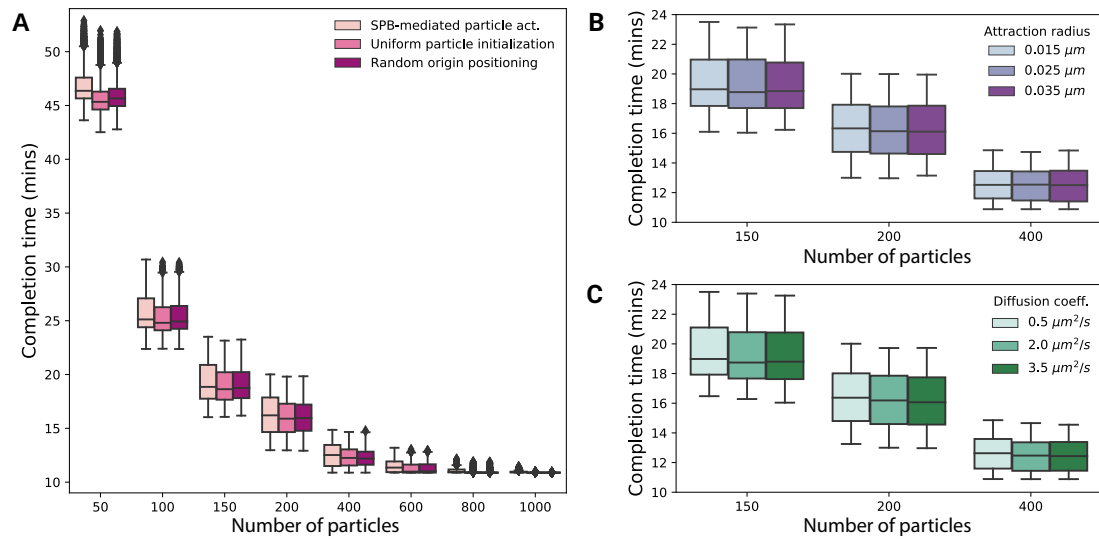 A
SPB-mediated particle act.
Uniform particle initialization
Random origin positioning
Completion time (mins)
50
45
40
35
30
25
20
15
10
50 100 150 200 400 600 800 1000
Number of particles
B
Attraction radius
0.015 μm
0.025 μm
0.035 μm
Completion time (mins)
24
22
20
18
16
14
12
10
150 200 400
Number of particles
C
Diffusion coeff.
0.5 μm²/s
2.0 μm²/s
3.5 μm²/s
Completion time (mins)
24
22
20
18
16
14
12
10
150 200 400
Number of particles